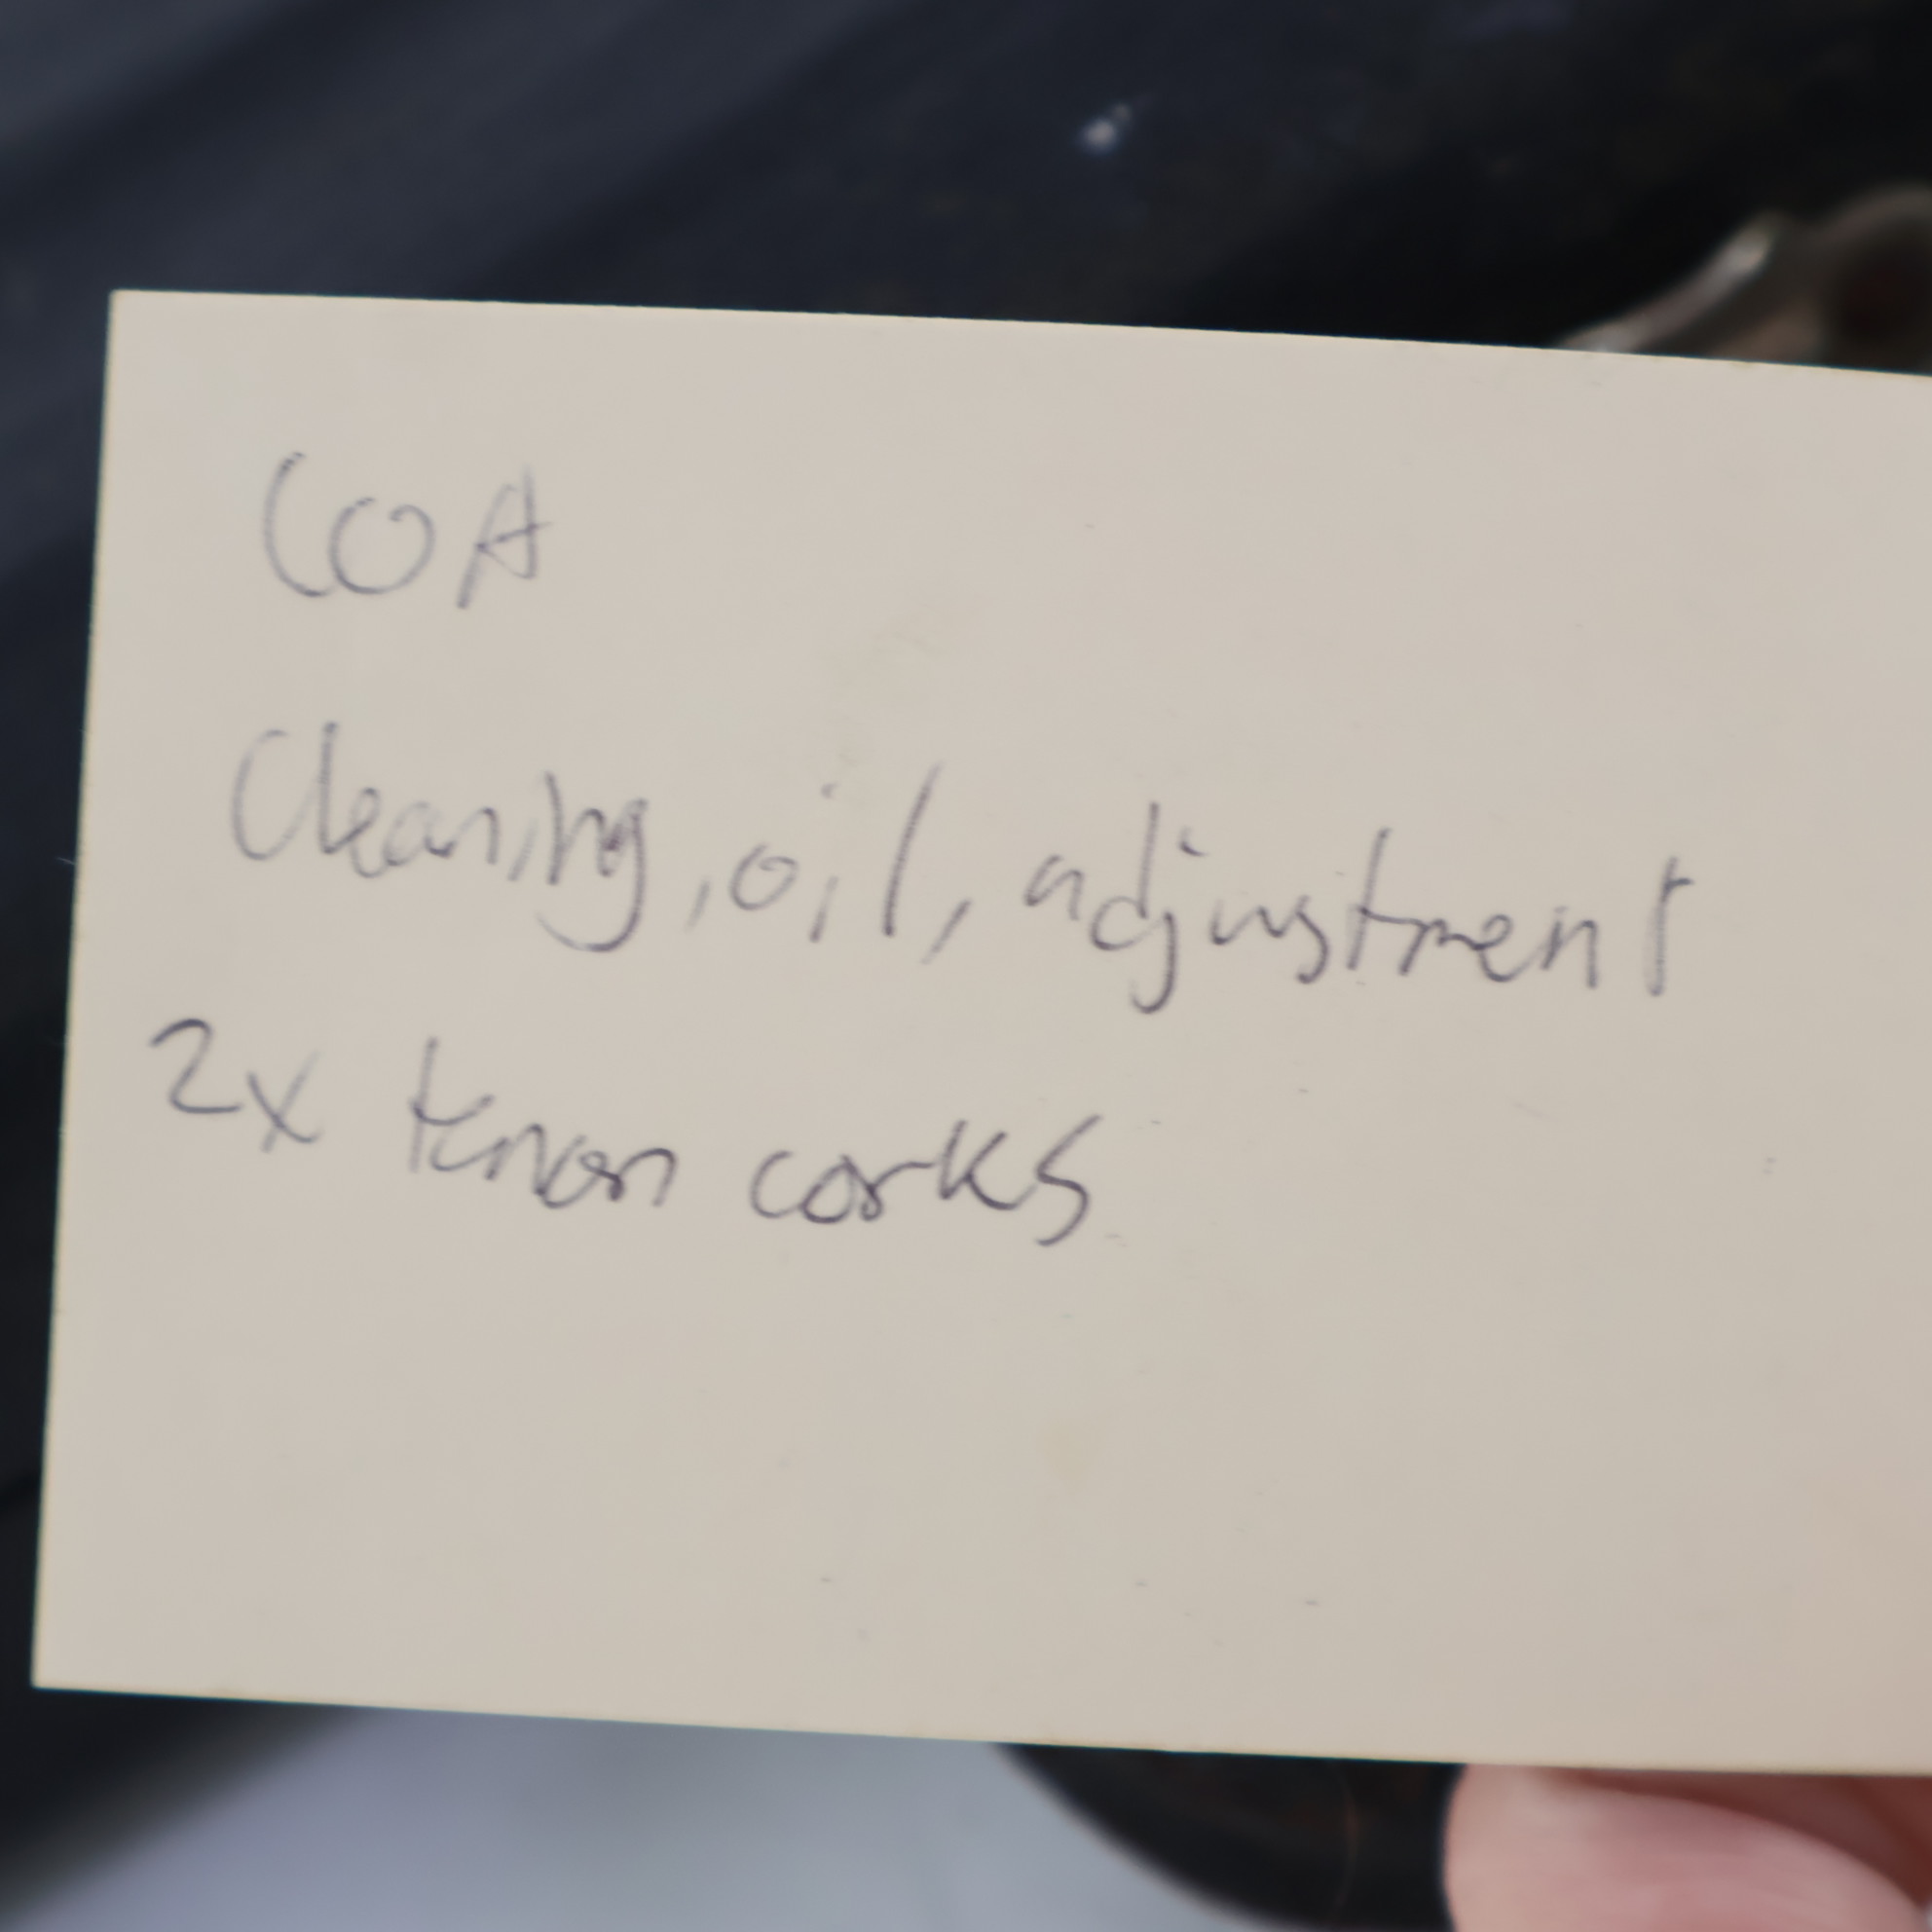 COA
Cleaning, oil, adjustment
2x tenon corks